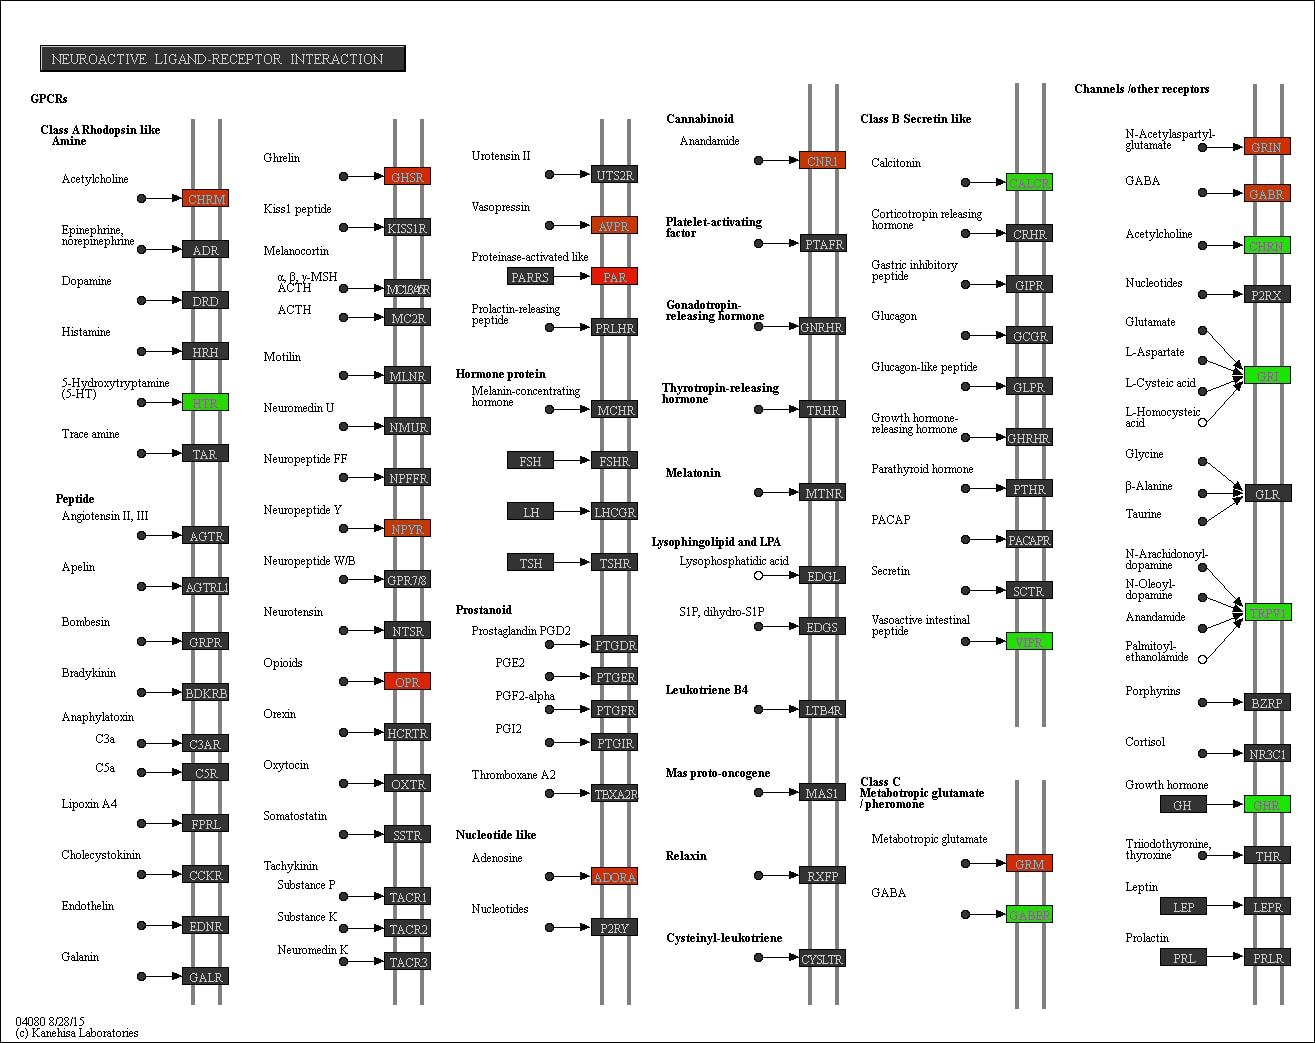 NEUROACTIVE LIGAND-RECEPTOR INTERACTION
GPCRs
Class A Rhodopsin like
Amine
Acetylcholine
CHRM
Epinephrine,
norepinephrine
ADR
Dopamine
DRD
Histamine
HRH
5-Hydroxytryptamine
(5-HT)
HTR
Trace amine
TAR
Peptide
Angiotensin II, III
AGTR
Apelin
AGTRL1
Bombesin
GRPR
Bradykinin
BDKRB
Anaphylatoxin
C3a
C3AR
C5a
C5R
Lipoxin A4
FPRL
Cholecystokinin
CCKR
Endothelin
EDNR
Galanin
GALR
Ghrelin
GHSR
Kiss1 peptide
KISS1R
Melanocortin
α, β, γ-MSH
ACTH
ACTH
MC2R
Motilin
MLNR
Neuromedin U
NMUR
Neuropeptide FF
NPFFR
Neuropeptide Y
NPYR
Neuropeptide W/B
GPR7/8
Neurotensin
NTSR
Opioids
OPR
Orexin
HCRTR
Oxytocin
OXTR
Somatostatin
SSTR
Tachykinin
Substance P
TACR1
Substance K
TACR2
Neuromedin K
TACR3
Urotensin II
UTS2R
Vasopressin
AVPR
Proteinase-activated like
PARRS
PAR
Prolactin-releasing
peptide
PRLHR
Hormone protein
Melanin-concentrating
hormone
MCHR
FSH
FSHR
LH
LHCGR
TSH
TSHR
Prostanoid
Prostaglandin PGD2
PTGDR
PGE2
PTGER
PGF2-alpha
PTGFR
PGI2
PTGIR
Thromboxane A2
TBXA2R
Nucleotide like
Adenosine
ADORA
Nucleotides
P2RY
Cannabinoid
Anandamide
CNR1
Platelet-activating
factor
PTAFR
Gonadotropin-
releasing hormone
GNRHR
Thyrotropin-releasing
hormone
TRHR
Melatonin
MTNR
Lysophingolipid and LPA
Lysophosphatidic acid
EDGL
S1P, dihydro-S1P
EDGS
Leukotriene B4
LTB4R
Mas proto-oncogene
MAS1
Relaxin
RXFP
Cysteinyl-leukotriene
CYSLTR
Class B Secretin like
Calcitonin
CALCR
Corticotropin releasing
hormone
CRHR
Gastric inhibitory
peptide
GIPR
Glucagon
GCGR
Glucagon-like peptide
GLPR
Growth hormone-
releasing hormone
GHRHR
Parathyroid hormone
PTHR
PACAP
PACAPR
Secretin
SCTR
Vasoactive intestinal
peptide
VIPR
Class C
Metabotropic glutamate
/ pheromone
Metabotropic glutamate
GRM
GABA
GABBR
Channels /other receptors
N-Acetylaspartyl-
glutamate
GRIN
GABA
GABR
Acetylcholine
CHRN
Nucleotides
P2RX
Glutamate
L-Aspartate
L-Cysteic acid
L-Homocysteic
acid
GRI
Glycine
β-Alanine
Taurine
GLR
N-Arachidonoyl-
dopamine
N-Oleoyl-
dopamine
Anandamide
Palmitoyl-
ethanolamide
TRPV1
Porphyrins
BZRP
Cortisol
NR3C1
Growth hormone
GH
GHR
Triiodothyronine,
thyroxine
THR
Leptin
LEP
LEPR
Prolactin
PRL
PRLR
04080 8/28/15
(c) Kanehisa Laboratories